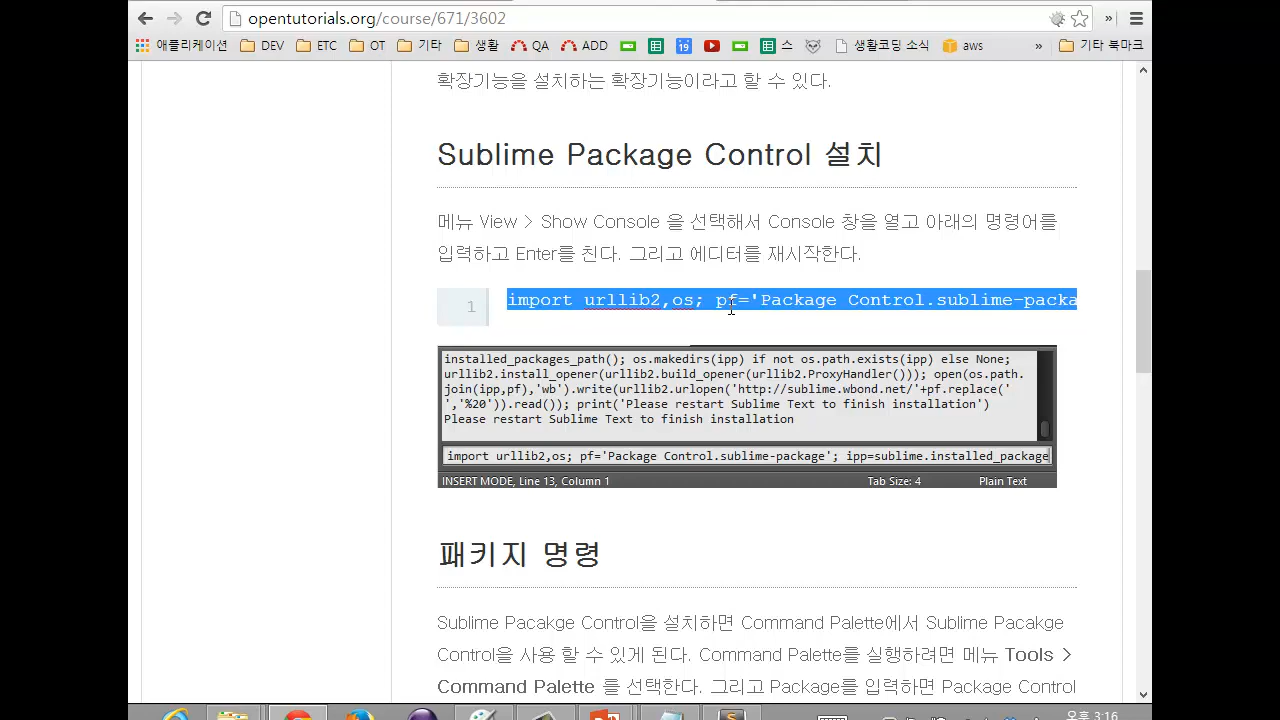 opentutorials.org/course/671/3602
»
애플리케이션 DEV ETC OT 기타 생활 QA ADD 19 스 생활코딩 소식 aws » 기타 북마크
확장기능을 설치하는 확장기능이라고 할 수 있다.
Sublime Package Control 설치
메뉴 View > Show Console 을 선택해서 Console 창을 열고 아래의 명령어를
입력하고 Enter를 친다. 그리고 에디터를 재시작한다.
1 import urllib2,os; pf='Package Control.sublime-packa
installed_packages_path(); os.makedirs(ipp) if not os.path.exists(ipp) else None;
urllib2.install_opener(urllib2.build_opener(urllib2.ProxyHandler())); open(os.path.
join(ipp,pf),'wb').write(urllib2.urlopen('http://sublime.wbond.net/'+pf.replace('
','%20')).read()); print('Please restart Sublime Text to finish installation')
Please restart Sublime Text to finish installation
import urllib2,os; pf='Package Control.sublime-package'; ipp=sublime.installed_package
INSERT MODE, Line 13, Column 1 Tab Size: 4 Plain Text
패키지 명령
Sublime Pacakge Control을 설치하면 Command Palette에서 Sublime Pacakge
Control을 사용 할 수 있게 된다. Command Palette를 실행하려면 메뉴 Tools >
Command Palette 를 선택한다. 그리고 Package를 입력하면 Package Control
오후 3:16